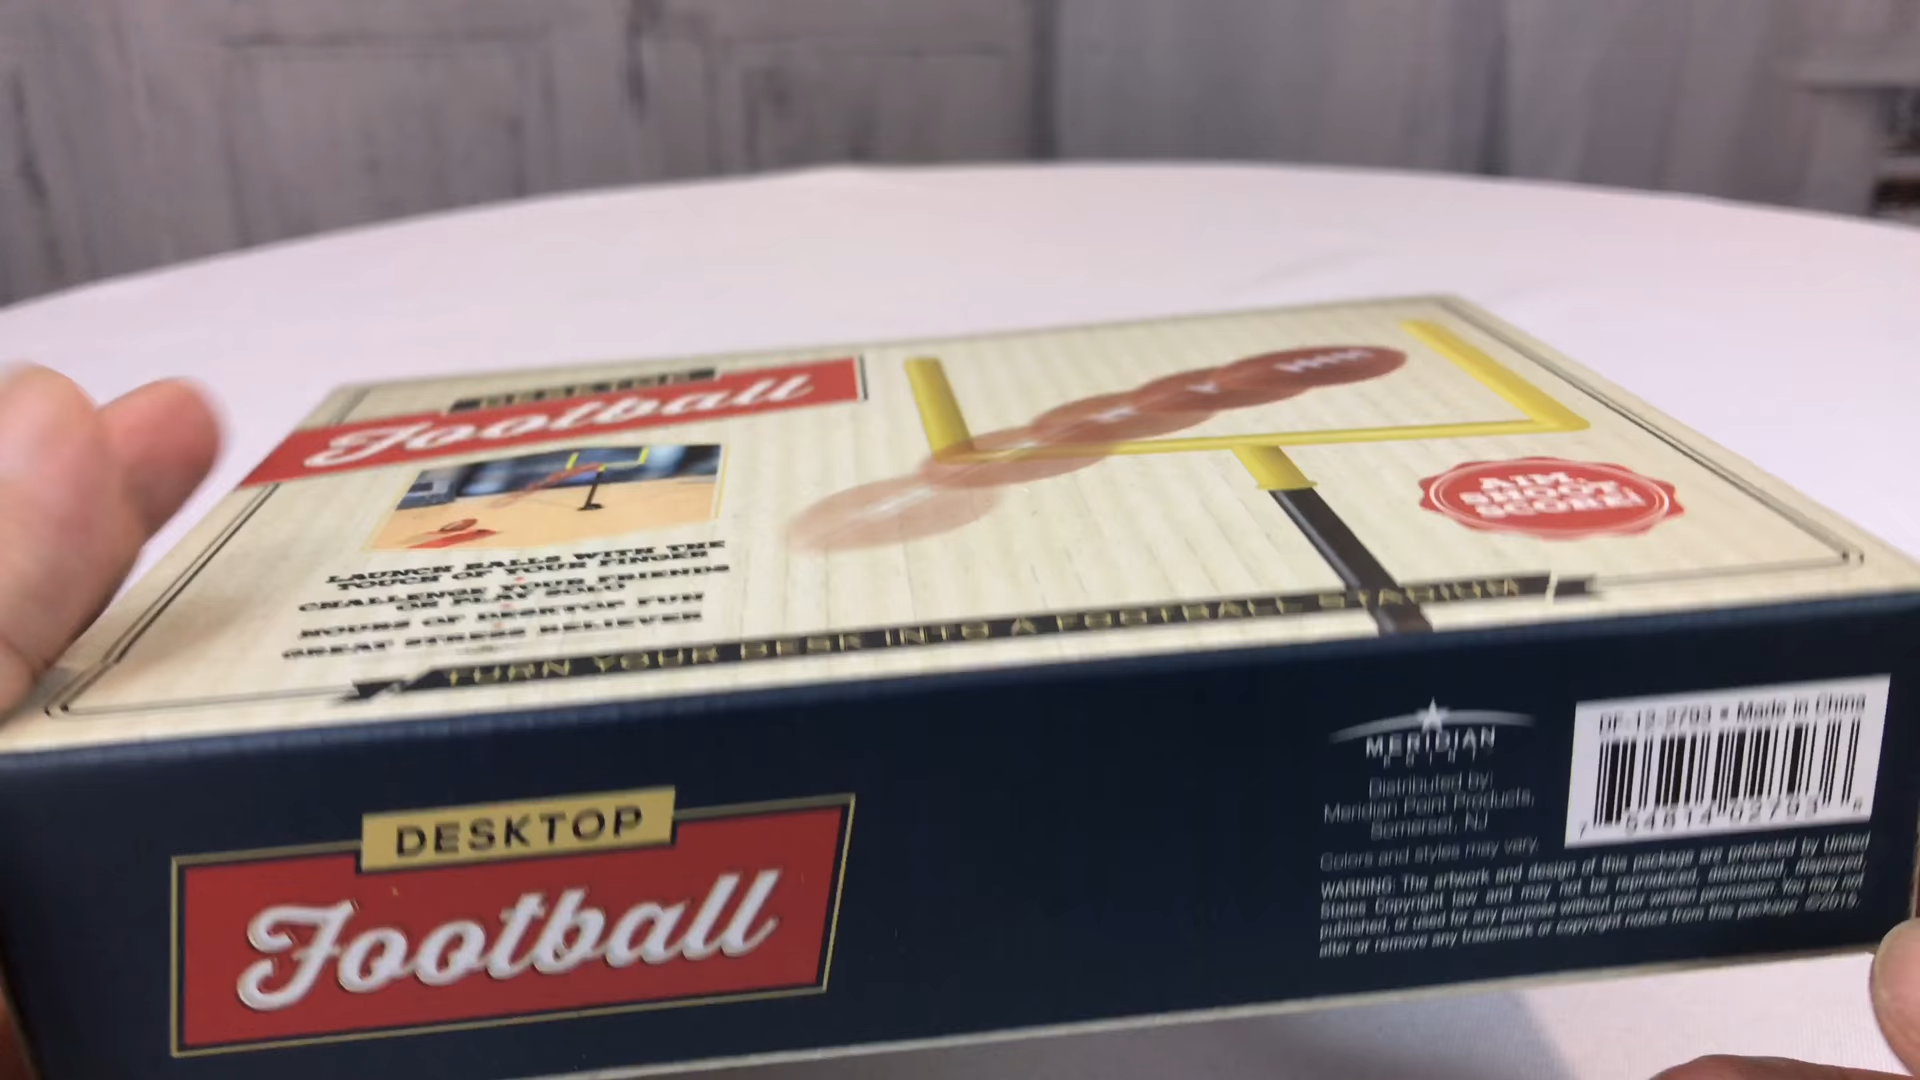 DESKTOP
Football
LAUNCH BALLS WITH THE
TOUCH OF YOUR FINGER
CHALLENGE YOUR FRIENDS
OR PLAY SOLO
HOURS OF DESKTOP FUN
GREAT STRESS RELIEVER
AIM,
SHOOT,
SCORE!
TURN YOUR DESK INTO A FOOTBALL STADIUM
DESKTOP
Football
MERIDIAN
POINT
Distributed by:
Meridian Point Products,
Somerset, NJ
Colors and styles may vary.
WARNING: The artwork and design of this package are protected by United
States Copyright law and may not be reproduced, distributed, displayed,
published, or used for any purpose without prior written permission. You may not
alter or remove any trademark or copyright notice from this package.
Made in China